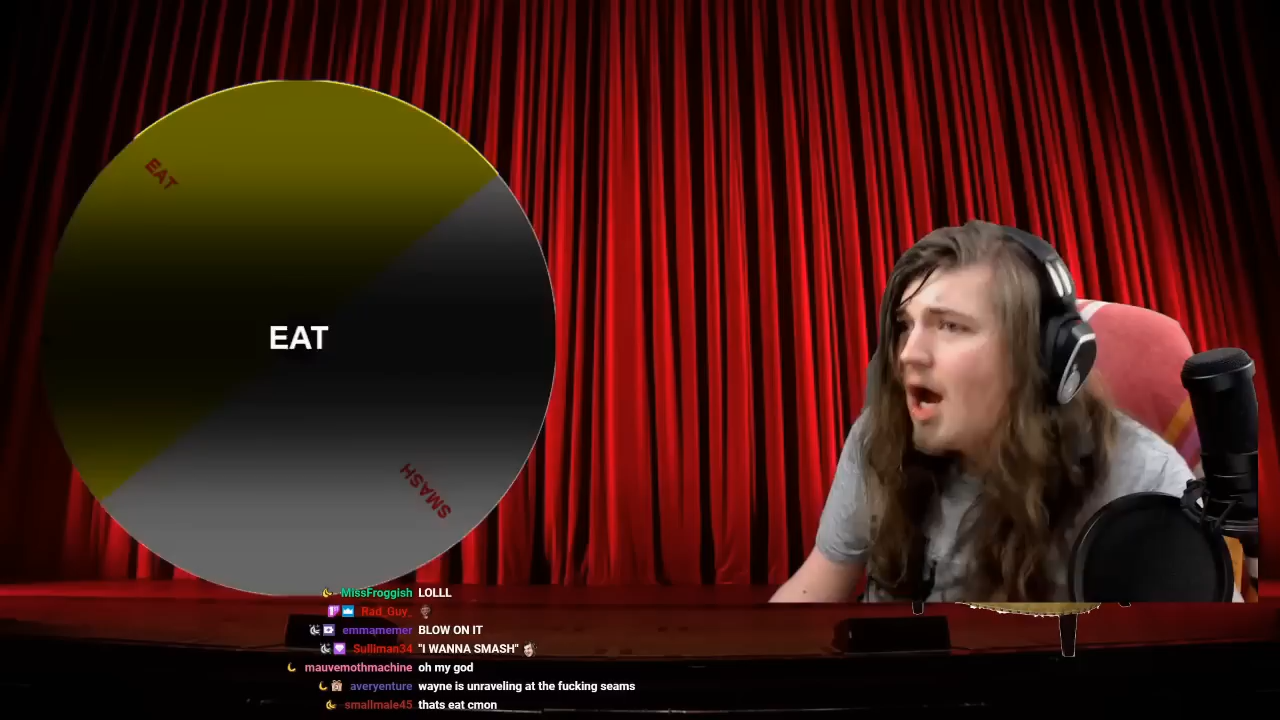 EAT
EAT
SMASH
MissFroggish LOLLL
Rad_Guy_
emmamemer BLOW ON IT
Sulliman34 "I WANNA SMASH"
mauvemothmachine oh my god
averyenture wayne is unraveling at the fucking seams
smallmale45 thats eat cmon